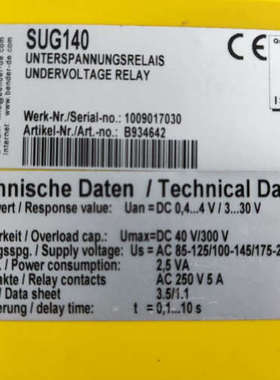 SUG140
UNTERSPANNUNGSRELAIS
UNDERVOLTAGE RELAY
CE
Werk-Nr./Serial-no.: 1009017030
Artikel-Nr./Art.-no.: B934642
nnische Daten / Technical Da
wert / Response value: Uan = DC 0,4...4 V / 3...30 V
rkeit / Overload cap.: Umax=DC 40 V/300 V
gsspg. / Supply voltage: Us = AC 85-125/100-145/175-2
. / Power consumption: 2,5 VA
akte / Relay contacts AC 250 V 5 A
/ Data sheet 3.5/1.1
erung / delay time: t = 0,1...10 s
Internet